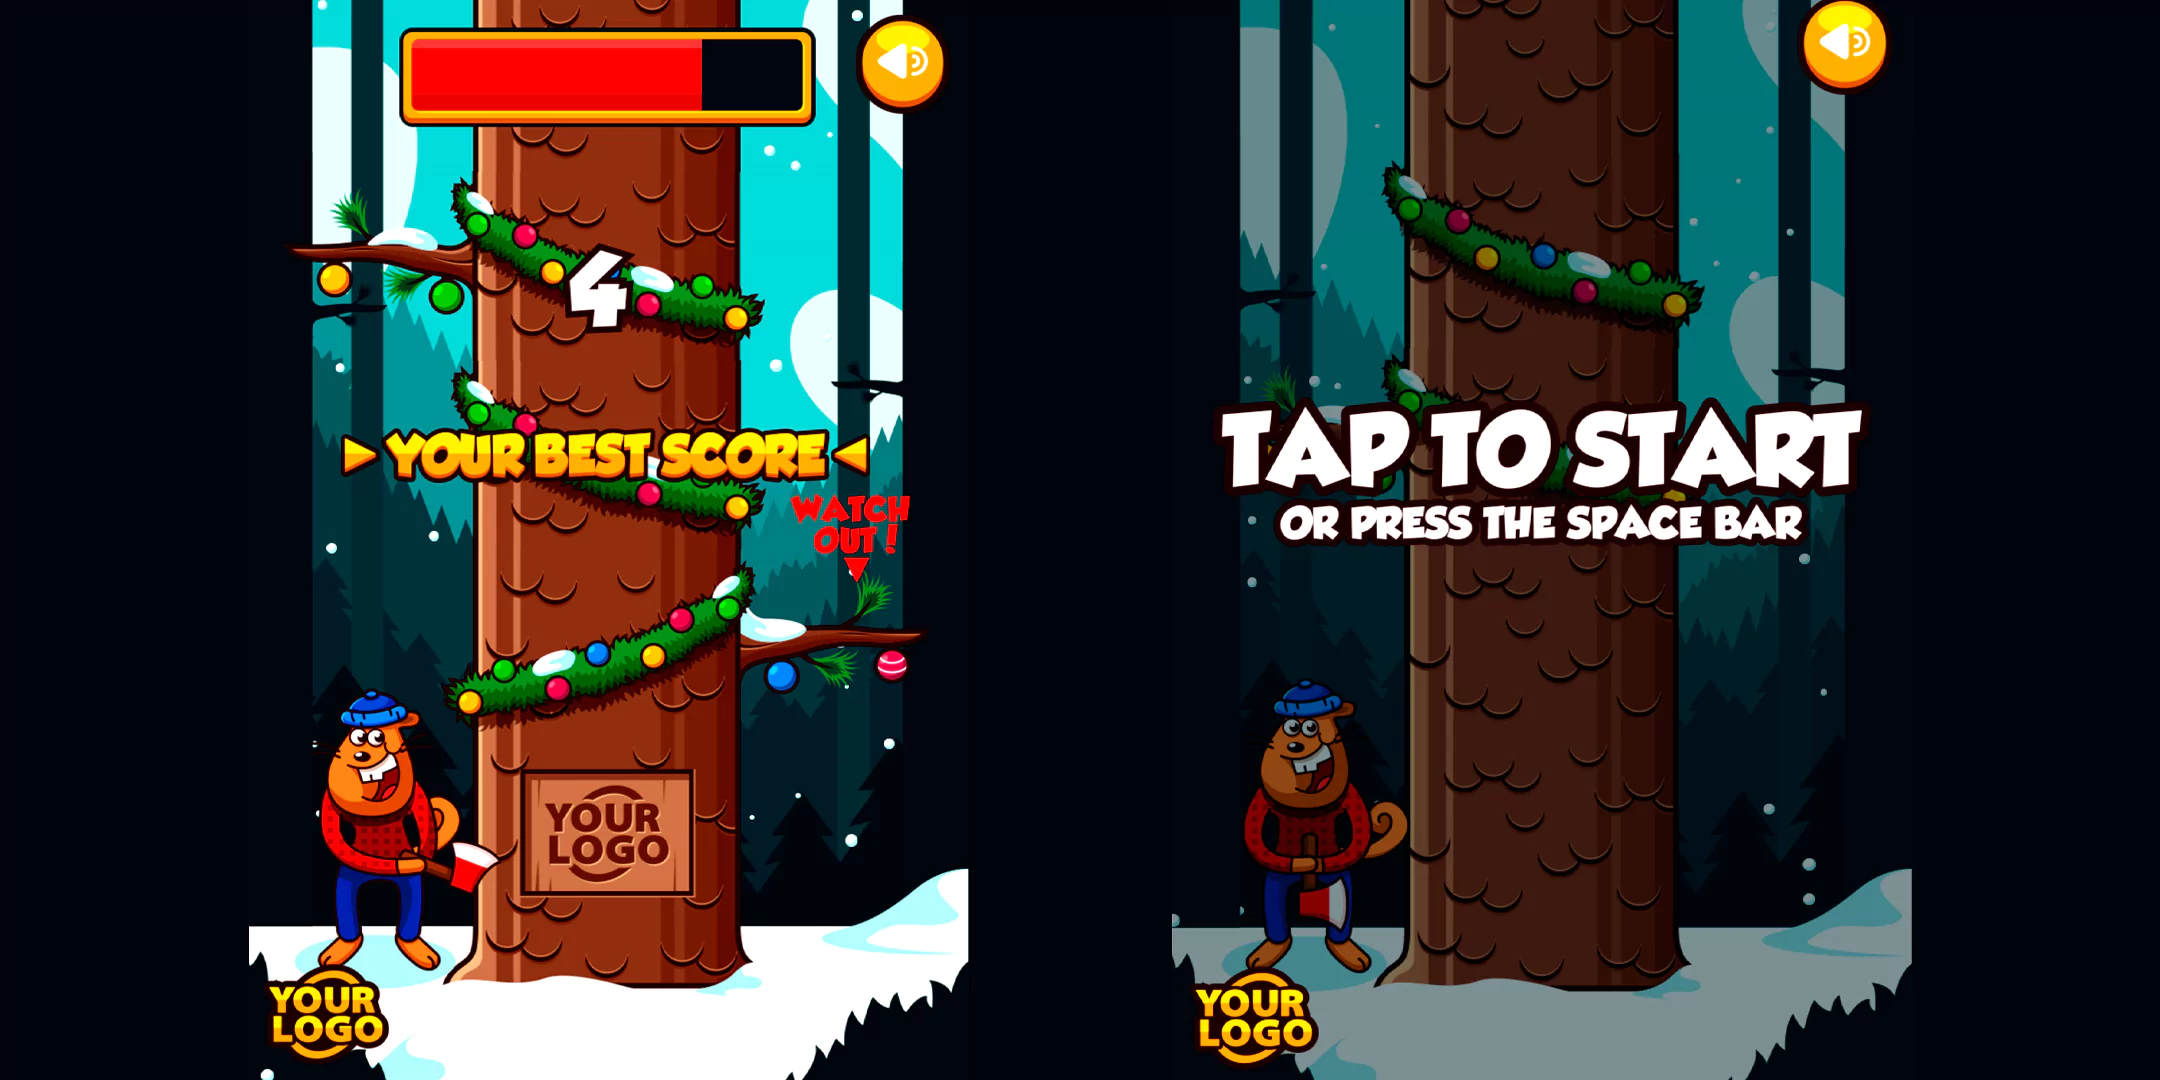 4
YOUR BEST SCORE
WATCH
OUT!
YOUR
LOGO
YOUR
LOGO
TAP TO START
OR PRESS THE SPACE BAR
YOUR
LOGO